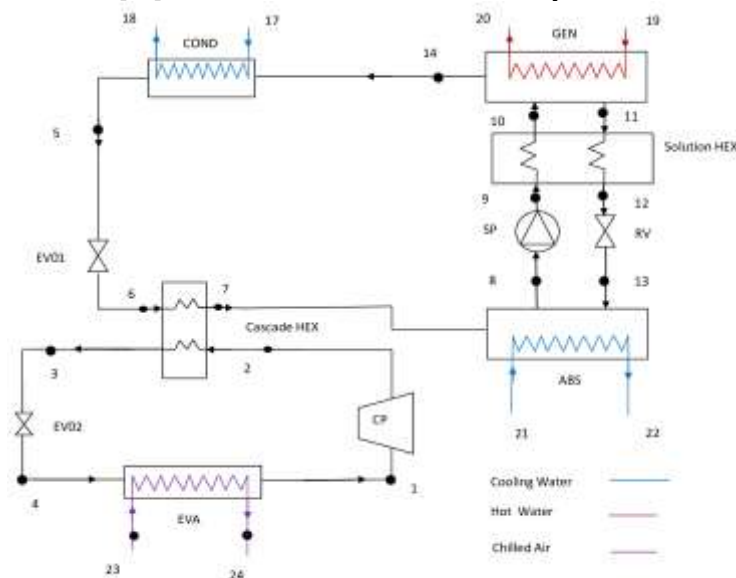 18
17
20
19
COND
14
GEN
5
10
11
Solution HEX
9
12
SP
RV
EV01
8
13
6
7
Cascade HEX
3
2
ABS
CP
EV02
21
22
4
1
Cooling Water
EVA
Hot Water
23
24
Chilled Air